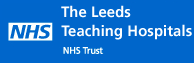 The Leeds
NHS Teaching Hospitals
NHS Trust